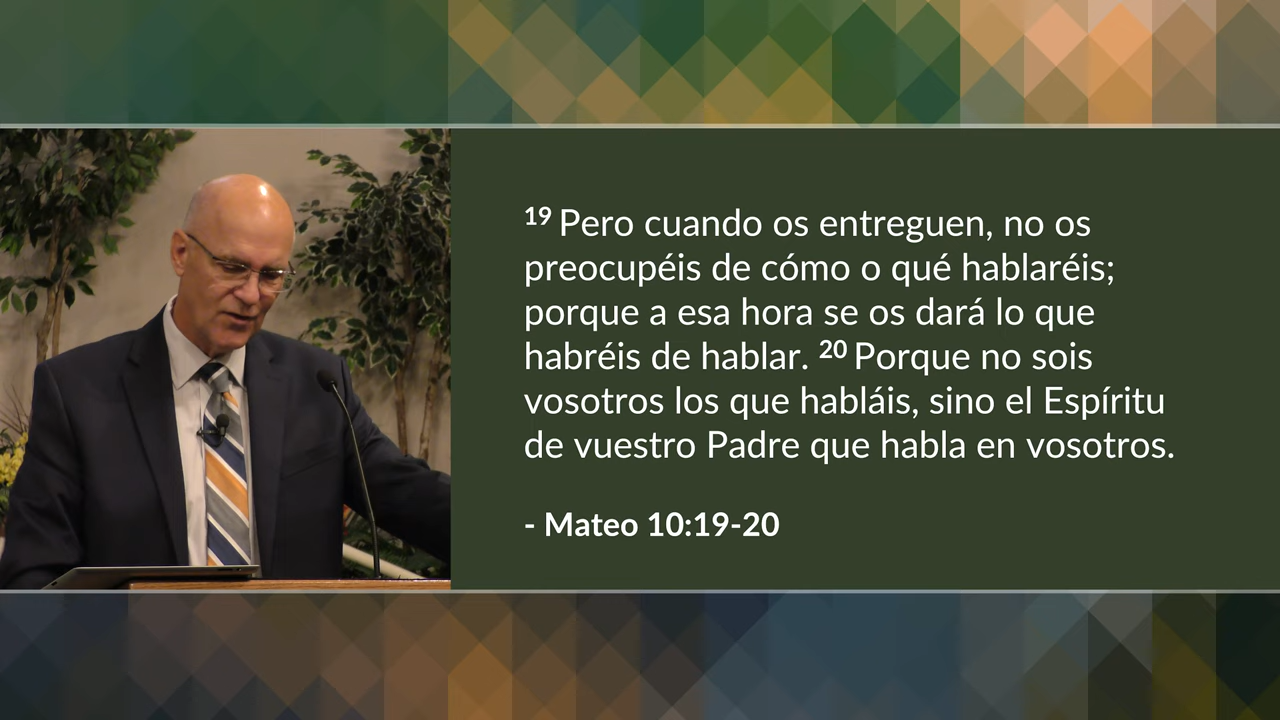 19 Pero cuando os entreguen, no os
preocupéis de cómo o qué hablaréis;
porque a esa hora se os dará lo que
habréis de hablar. 20 Porque no sois
vosotros los que habláis, sino el Espíritu
de vuestro Padre que habla en vosotros.
- Mateo 10:19-20